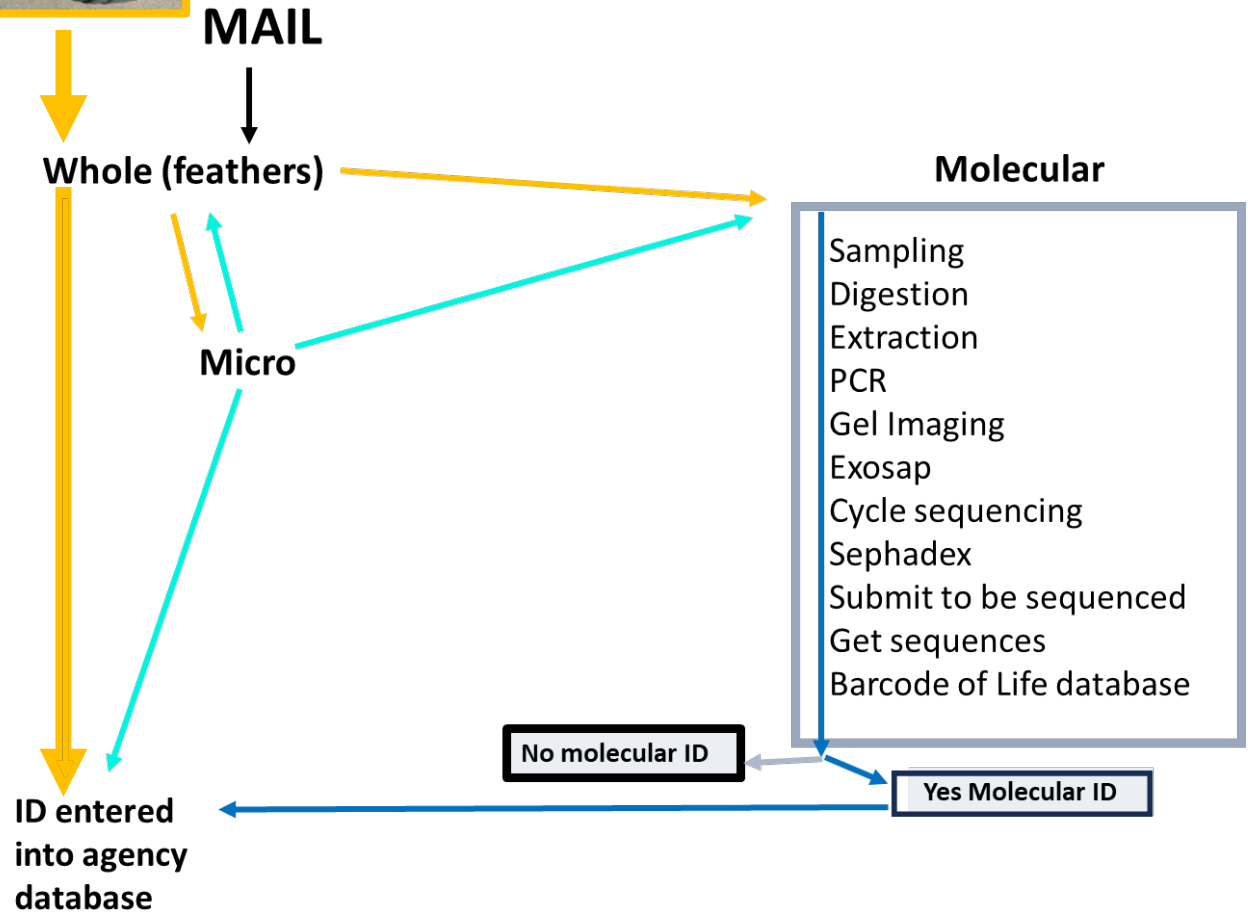 MAIL
Whole (feathers)
Micro
Molecular
Sampling
Digestion
Extraction
PCR
Gel Imaging
Exosap
Cycle sequencing
Sephadex
Submit to be sequenced
Get sequences
Barcode of Life database
No molecular ID
Yes Molecular ID
ID entered
into agency
database